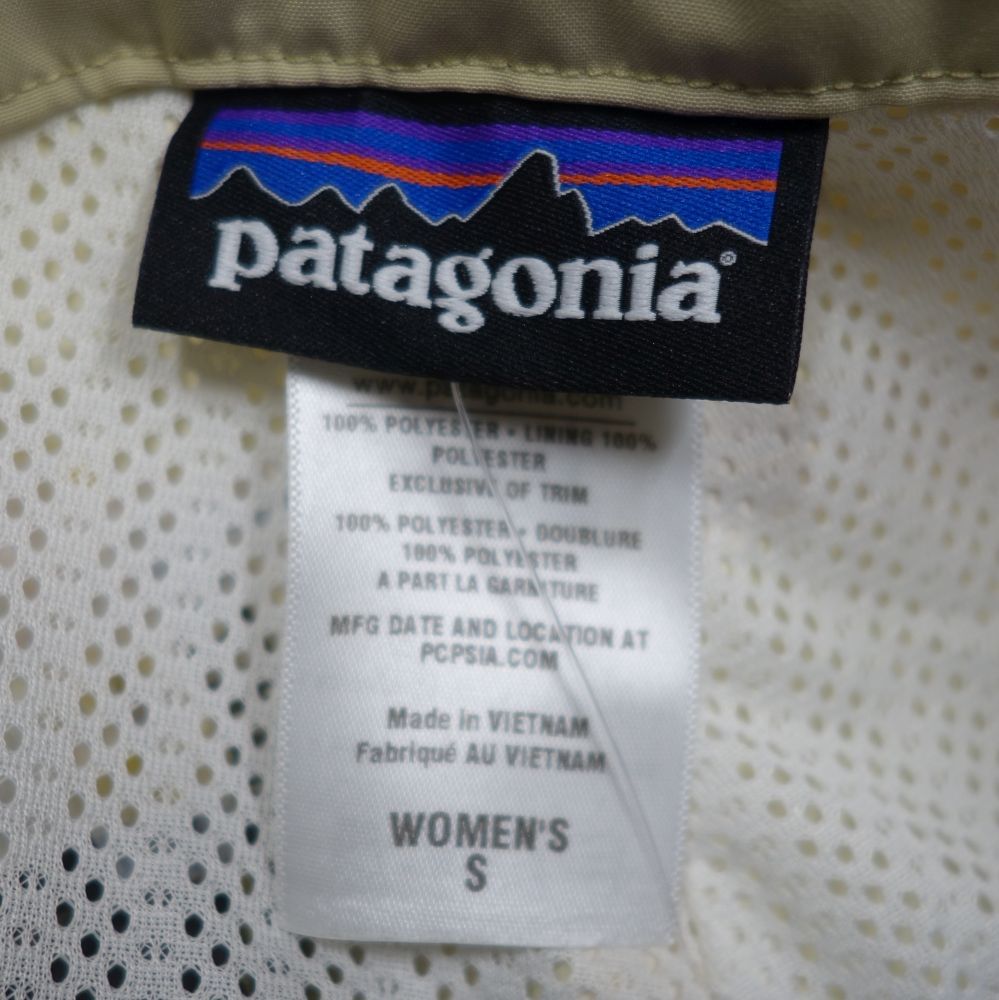 patagonia®
www.patagonia.com
100% POLYESTER • LINING 100%
POLYESTER
EXCLUSIVE OF TRIM
100% POLYESTER • DOUBLURE
100% POLYESTER
A PART LA GARNITURE
MFG DATE AND LOCATION AT
PCPSIA.COM
Made in VIETNAM
Fabriqué AU VIETNAM
WOMEN'S
S